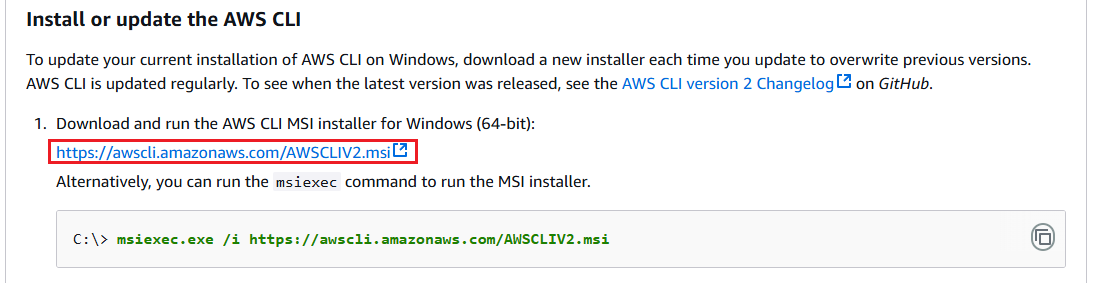 Install or update the AWS CLI
To update your current installation of AWS CLI on Windows, download a new installer each time you update to overwrite previous versions.
AWS CLI is updated regularly. To see when the latest version was released, see the AWS CLI version 2 Changelog on GitHub.
1. Download and run the AWS CLI MSI installer for Windows (64-bit):
https://awscli.amazonaws.com/AWSCLIV2.msi
Alternatively, you can run the msiexec command to run the MSI installer.
C:\> msiexec.exe /i https://awscli.amazonaws.com/AWSCLIV2.msi